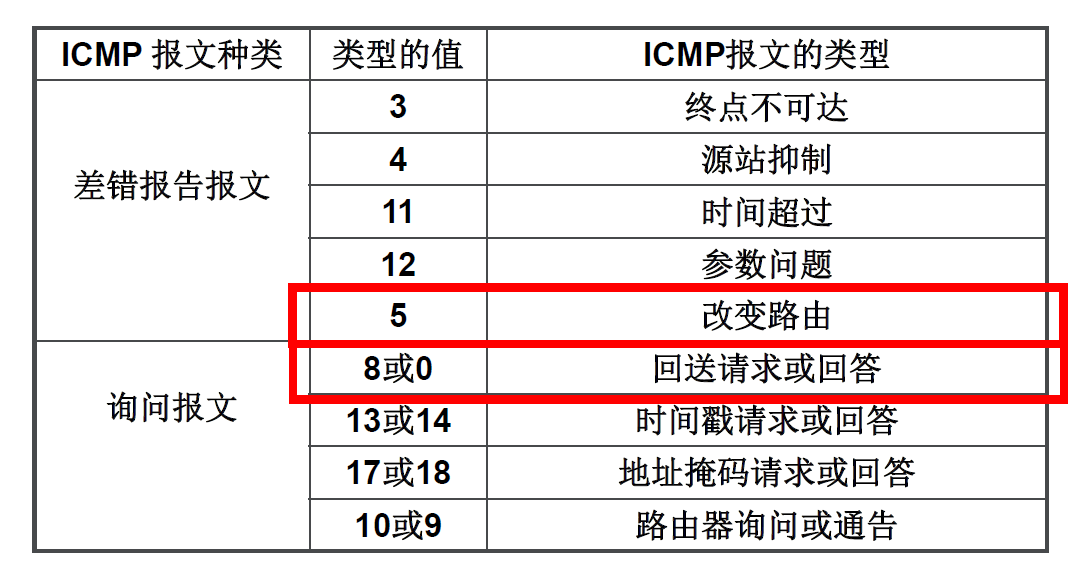 ICMP 报文种类 类型的值 ICMP报文的类型
差错报告报文 3 终点不可达
4 源站抑制
11 时间超过
12 参数问题
5 改变路由
询问报文 8或0 回送请求或回答
13或14 时间戳请求或回答
17或18 地址掩码请求或回答
10或9 路由器询问或通告